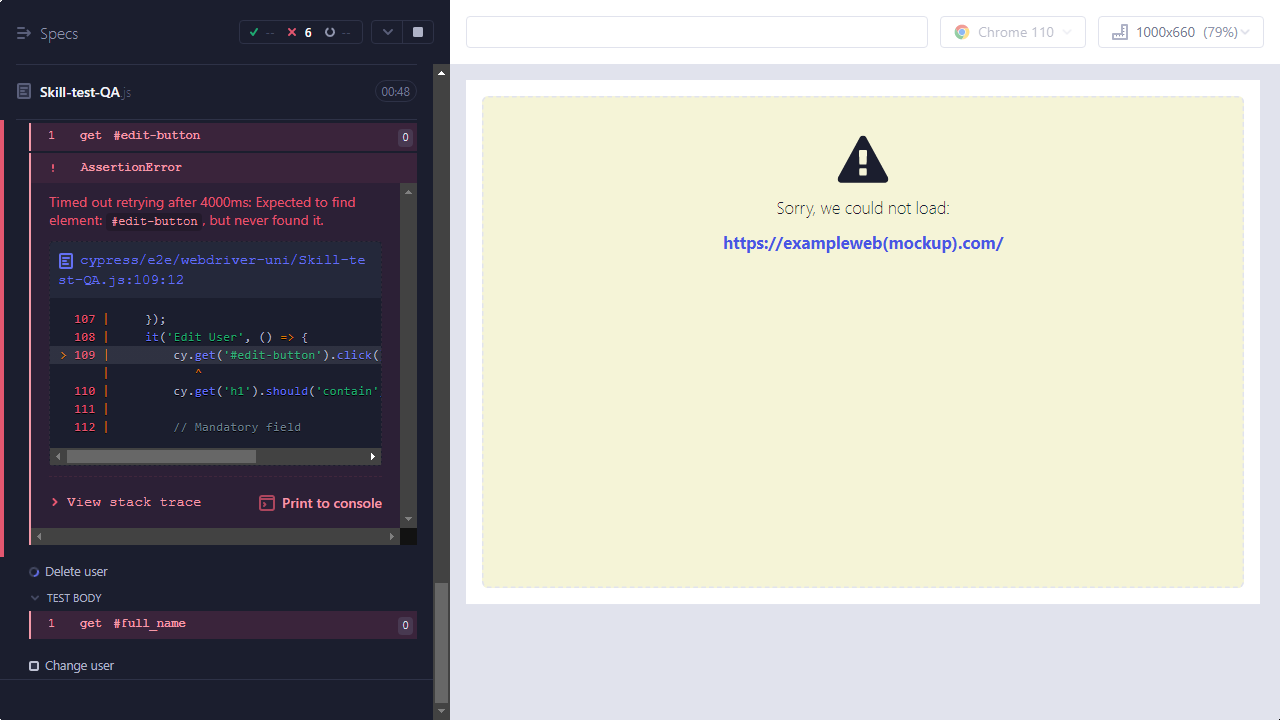 Specs
-- 6 --
Skill-test-QA.js
00:48
1 get #edit-button 0
! AssertionError
Timed out retrying after 4000ms: Expected to find
element: #edit-button, but never found it.
cypress/e2e/webdriver-uni/Skill-te
st-QA.js:109:12
107 | });
108 | it('Edit User', () => {
> 109 | cy.get('#edit-button').click(
| ^
110 | cy.get('h1').should('contain'
111 |
112 | // Mandatory field
> View stack trace
Print to console
Delete user
TEST BODY
1 get #full_name 0
Change user
Chrome 110
1000x660 (79%)
Sorry, we could not load:
https://exampleweb(mockup).com/